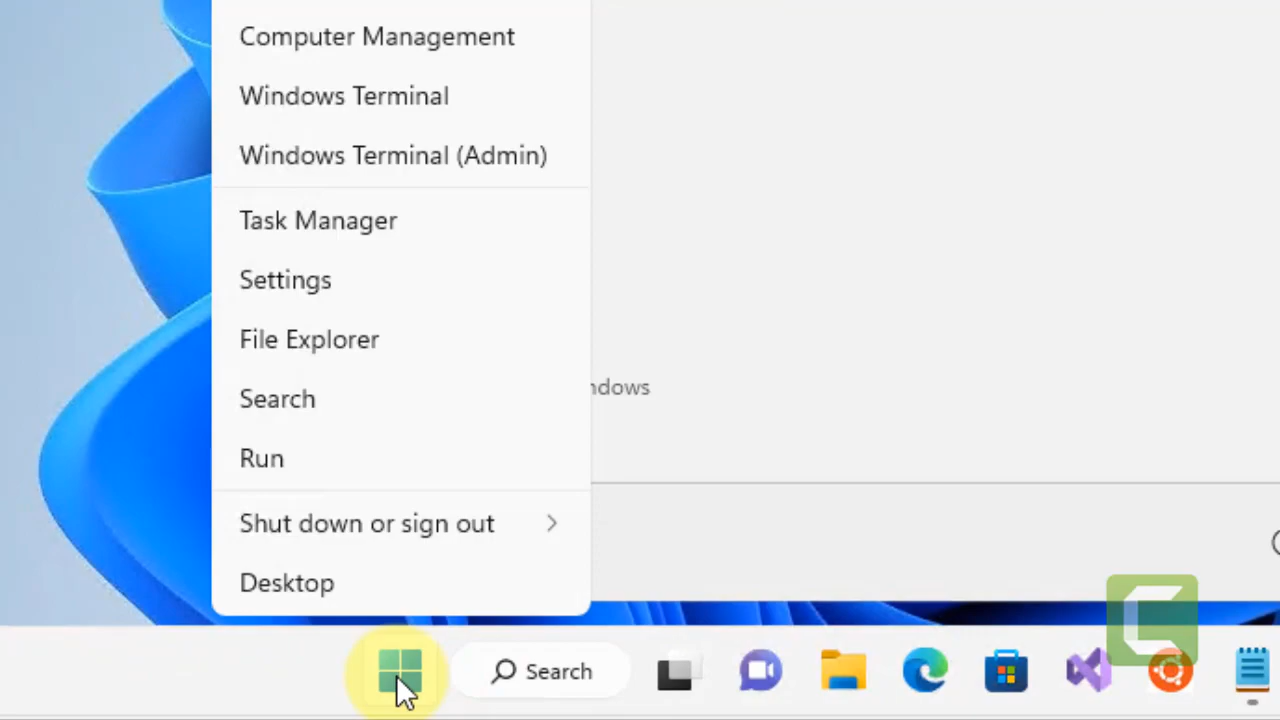 Computer Management
Windows Terminal
Windows Terminal (Admin)
Task Manager
Settings
File Explorer
Search
ndows
Run
Shut down or sign out
Desktop
Search